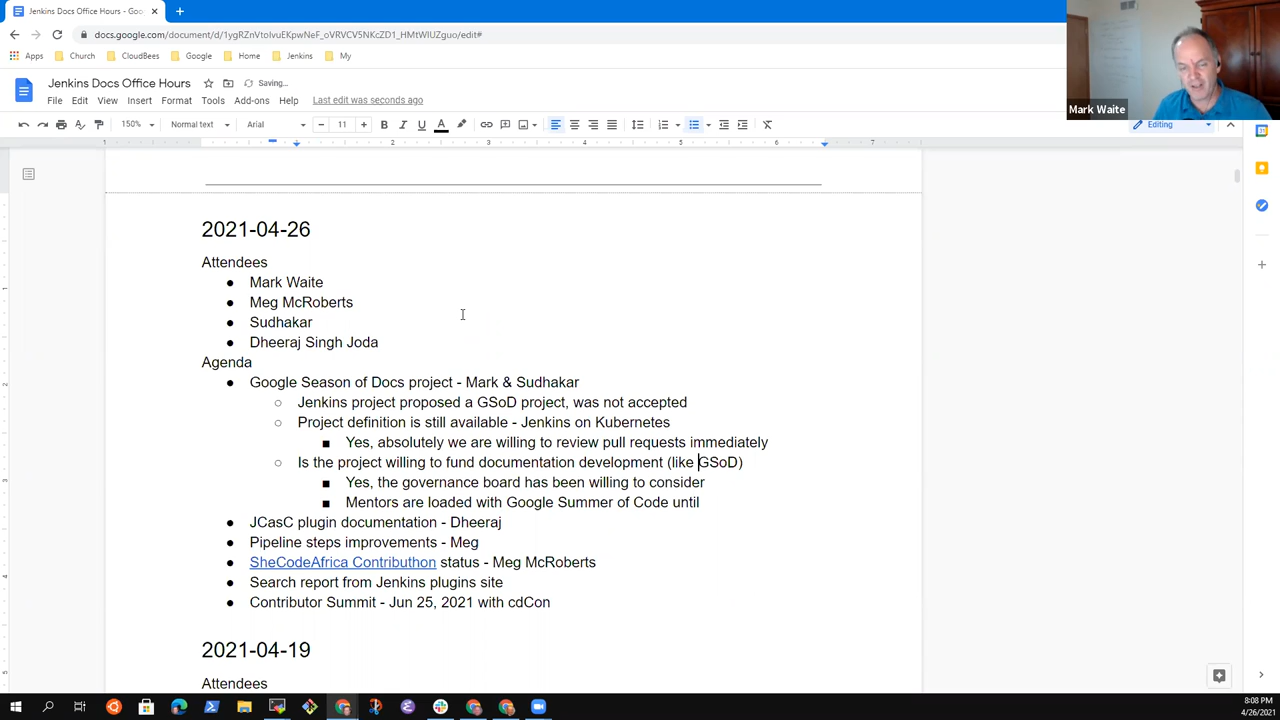 Jenkins Docs Office Hours - Goo
docs.google.com/document/d/1ygRZnVtoIvuEKpwNeF_oVRVCV5NKcZD1_HMtWIUZguo/edit#
Apps Church CloudBees Google Home Jenkins My
Jenkins Docs Office Hours Saving...
File Edit View Insert Format Tools Add-ons Help Last edit was seconds ago
150% Normal text Arial 11 Editing
Mark Waite
1 2 3 4 5 6 7
2021-04-26
Attendees
● Mark Waite
● Meg McRoberts
● Sudhakar
● Dheeraj Singh Joda
Agenda
● Google Season of Docs project - Mark & Sudhakar
○ Jenkins project proposed a GSoD project, was not accepted
○ Project definition is still available - Jenkins on Kubernetes
■ Yes, absolutely we are willing to review pull requests immediately
○ Is the project willing to fund documentation development (like GSoD)
■ Yes, the governance board has been willing to consider
■ Mentors are loaded with Google Summer of Code until
● JCasC plugin documentation - Dheeraj
● Pipeline steps improvements - Meg
● SheCodeAfrica Contributhon status - Meg McRoberts
● Search report from Jenkins plugins site
● Contributor Summit - Jun 25, 2021 with cdCon
2021-04-19
Attendees
8:08 PM
4/26/2021